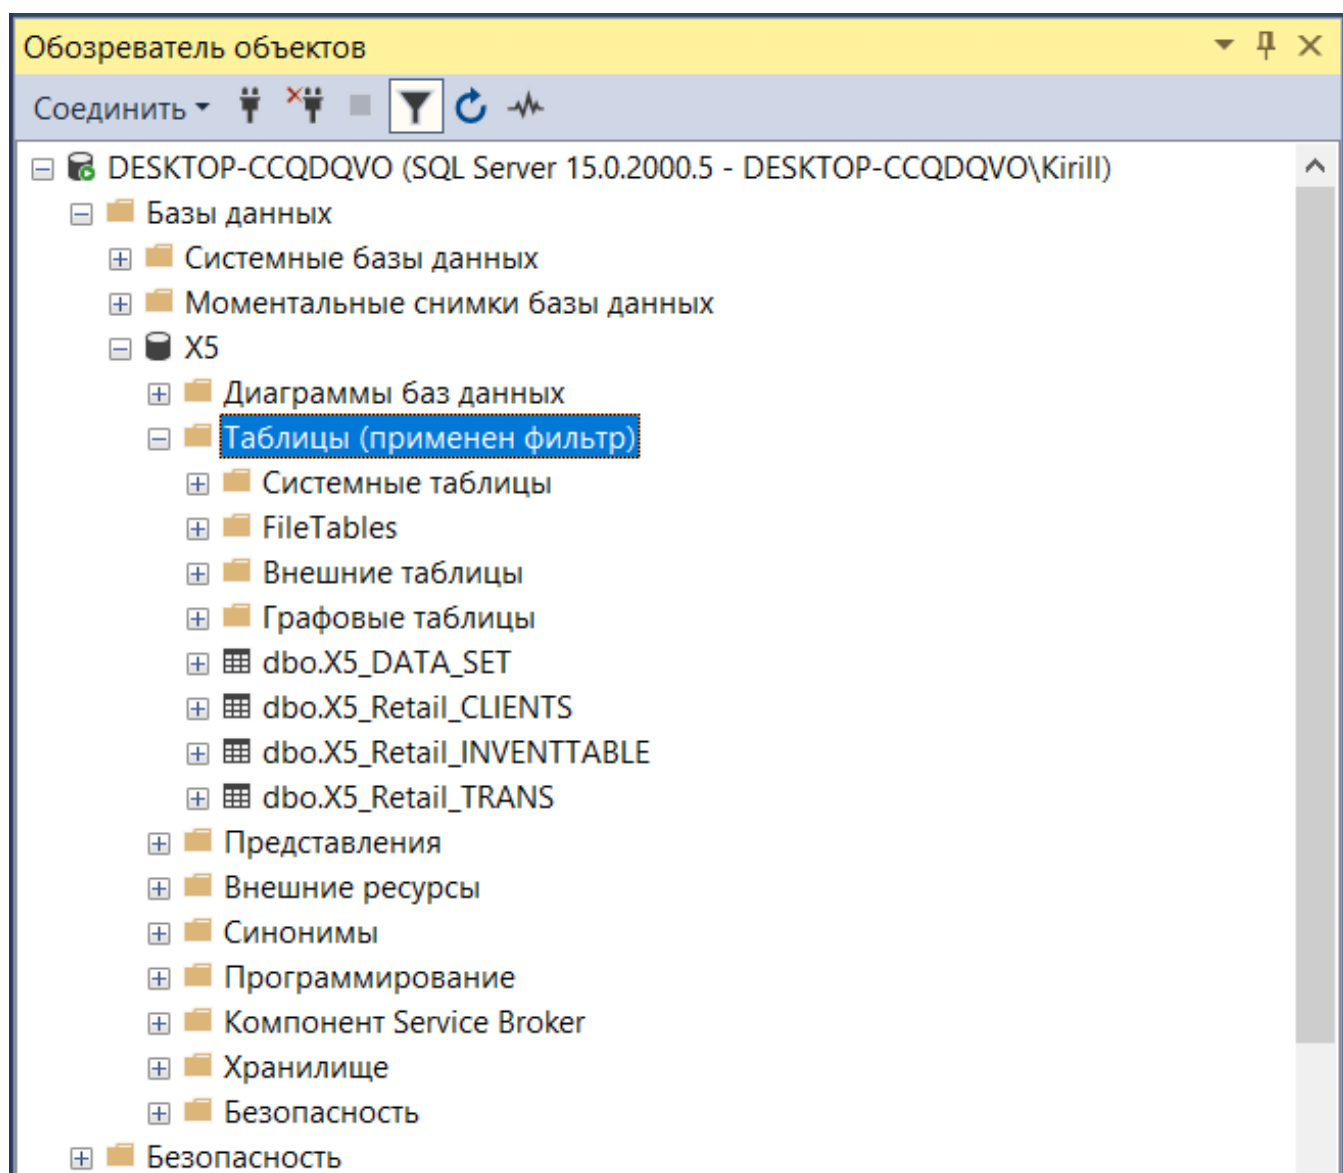 Обозреватель объектов
Соединить
DESKTOP-CCQDQVO (SQL Server 15.0.2000.5 - DESKTOP-CCQDQVO\Kirill)
Базы данных
Системные базы данных
Моментальные снимки базы данных
X5
Диаграммы баз данных
Таблицы (применен фильтр)
Системные таблицы
FileTables
Внешние таблицы
Графовые таблицы
dbo.X5_DATA_SET
dbo.X5_Retail_CLIENTS
dbo.X5_Retail_INVENTTABLE
dbo.X5_Retail_TRANS
Представления
Внешние ресурсы
Синонимы
Программирование
Компонент Service Broker
Хранилище
Безопасность
Безопасность